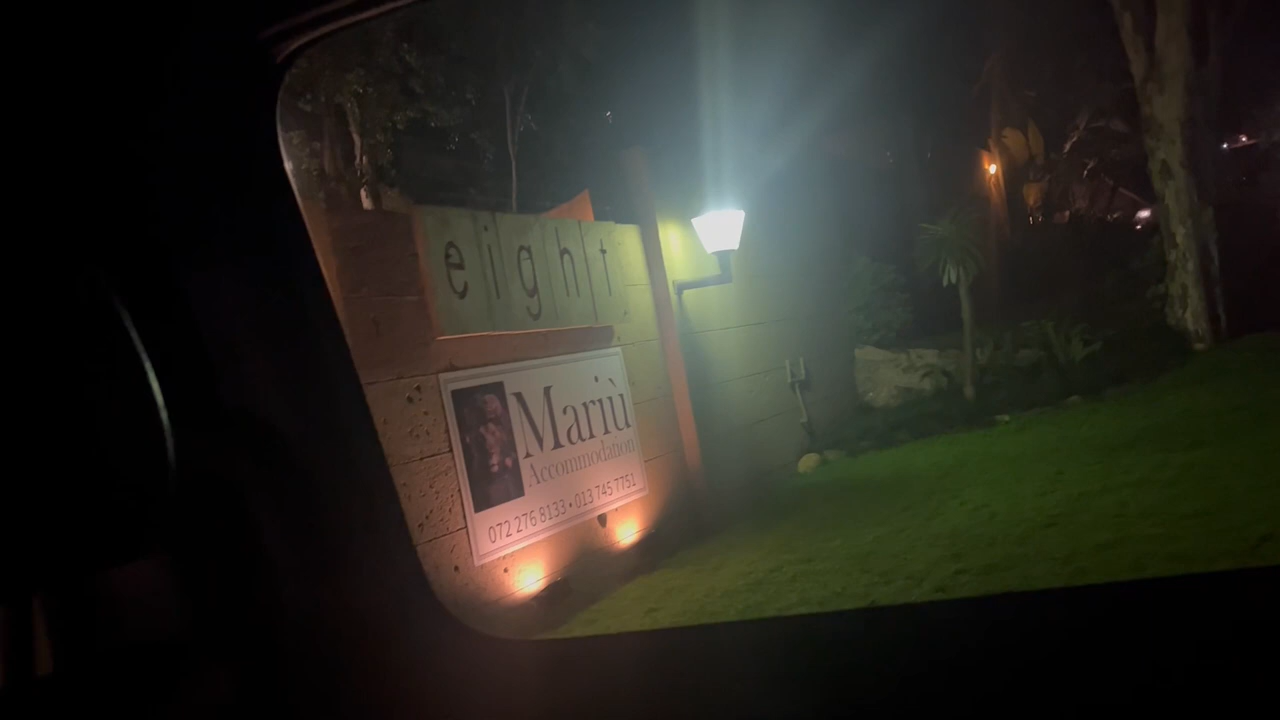 eight
Mariù
Accommodation
072 276 8133 • 013 745 7751